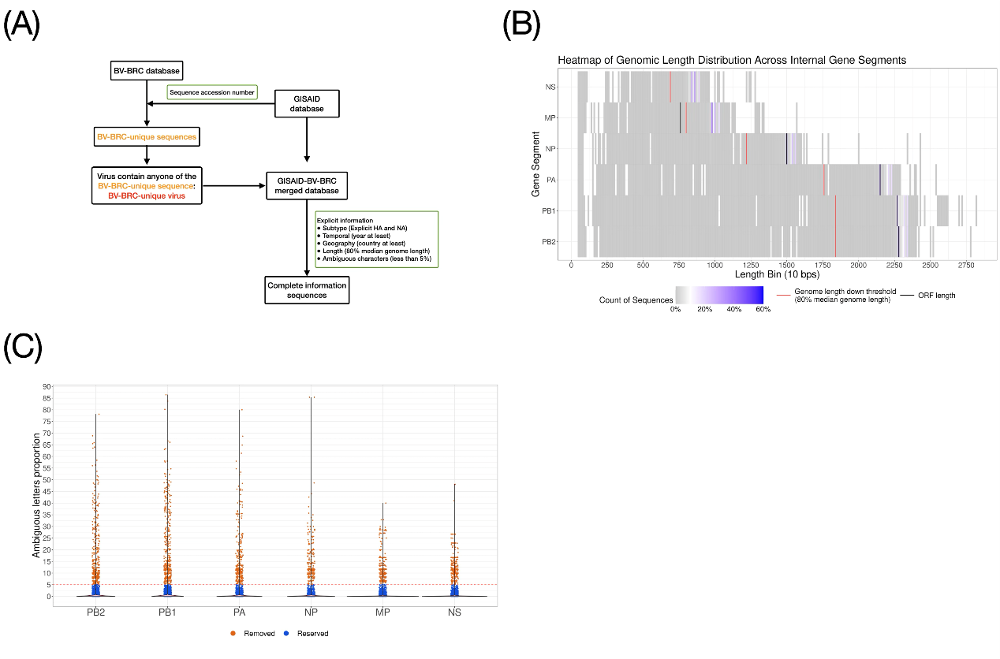 (A)
BV-BRC database
Sequence accession number
GISAID
database
BV-BRC-unique sequences
Virus contain anyone of the
BV-BRC-unique sequence:
BV-BRC-unique virus
GISAID-BV-BRC
merged database
Explicit information
● Subtype (Explicit HA and NA)
● Temporal (year at least)
● Geography (country at least)
● Length (80% median genome length)
● Ambiguous characters (less than 5%)
Complete information
sequences
(B)
Heatmap of Genomic Length Distribution Across Internal Gene Segments
Gene Segment
NS
MP
NP
PA
PB1
PB2
0 250 500 750 1000 1250 1500 1750 2000 2250 2500 2750
Length Bin (10 bps)
Count of Sequences
0% 20% 40% 60%
Genome length down threshold
(80% median genome length)
ORF length
(C)
Ambiguous letters proportion
90
85
80
75
70
65
60
55
50
45
40
35
30
25
20
15
10
5
0
PB2 PB1 PA NP MP NS
Removed Reserved